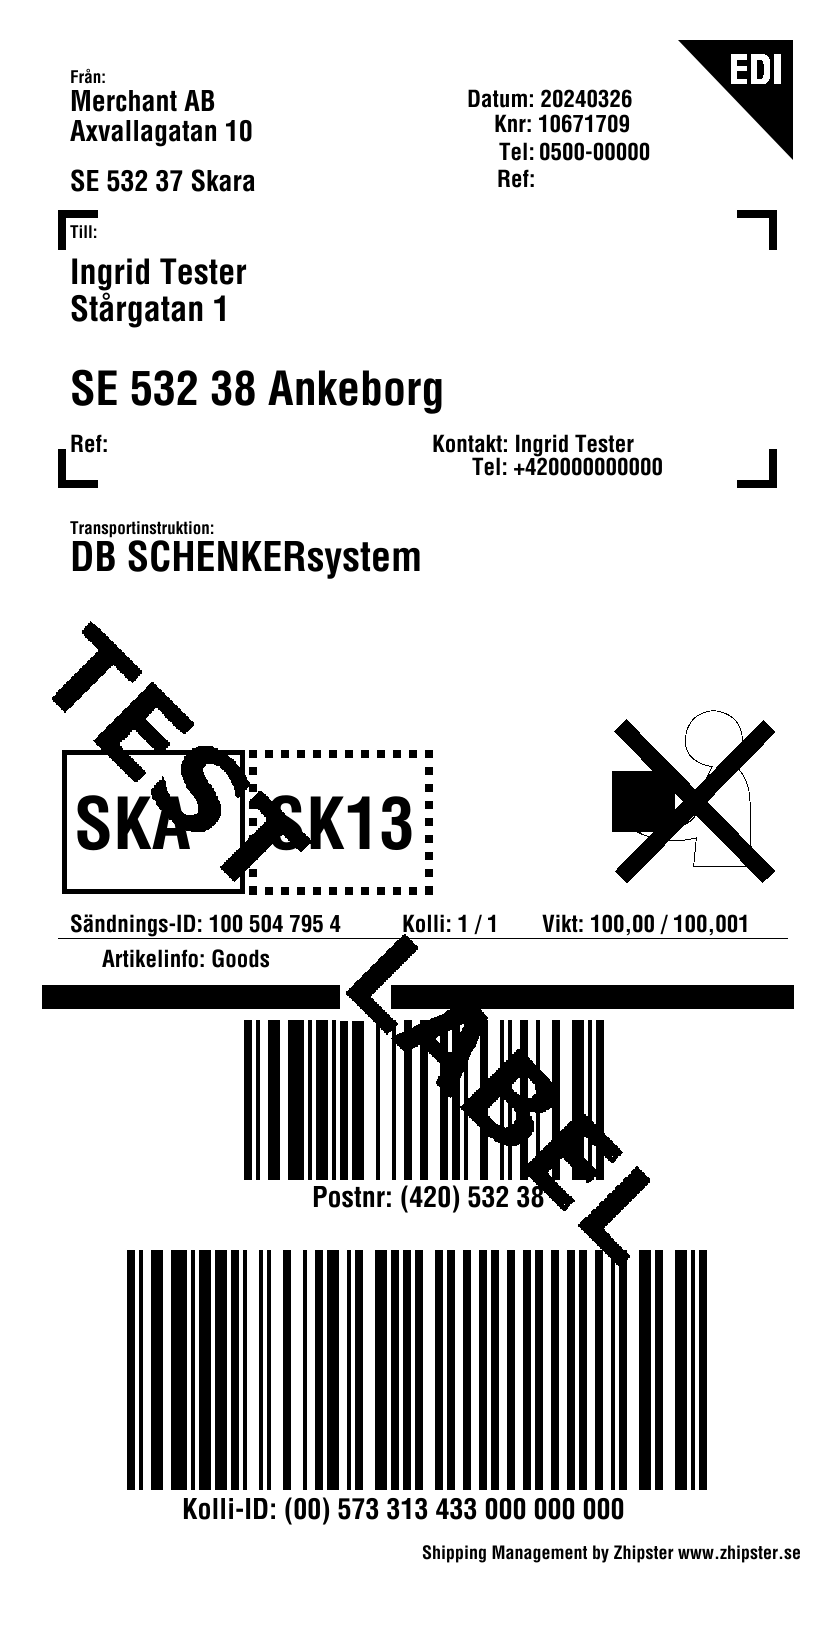 EDI
Från:
Merchant AB
Axvallagatan 10
SE 532 37 Skara
Datum: 20240326
Knr: 10671709
Tel: 0500-00000
Ref:
Till:
Ingrid Tester
Stårgatan 1
SE 532 38 Ankeborg
Ref:
Kontakt: Ingrid Tester
Tel: +420000000000
Transportinstruktion:
DB SCHENKERsystem
TEST
SKA
SK13
Sändnings-ID: 100 504 795 4 Kolli: 1 / 1 Vikt: 100,00 / 100,001
Artikelinfo: Goods
LABEL
Postnr: (420) 532 38
Kolli-ID: (00) 573 313 433 000 000 000
Shipping Management by Zhipster www.zhipster.se